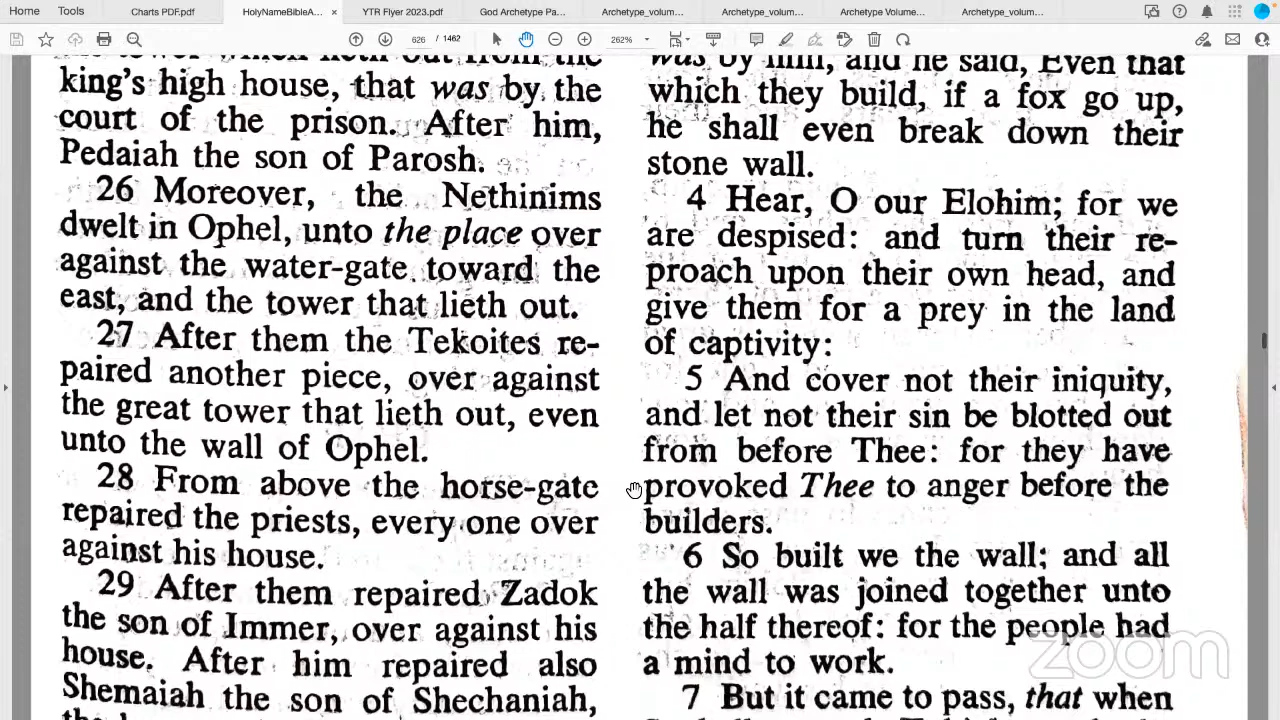 Home
Tools
Charts PDF.pdf
HolyNameBibleA...
YTR Flyer 2023.pdf
God Archetype Pa...
Archetype_volum...
Archetype_volum...
Archetype Volume...
Archetype_volum...
626 / 1462
262%
king's high house, that was by the
court of the prison. After him,
Pedaiah the son of Parosh.
26 Moreover, the Nethinims
dwelt in Ophel, unto the place over
against the water-gate toward the
east, and the tower that lieth out.
27 After them the Tekoites re-
paired another piece, over against
the great tower that lieth out, even
unto the wall of Ophel.
28 From above the horse-gate
repaired the priests, every one over
against his house.
29 After them repaired Zadok
the son of Immer, over against his
house. After him repaired also
Shemaiah the son of Shechaniah,
was by him, and he said, Even that
which they build, if a fox go up,
he shall even break down their
stone wall.
4 Hear, O our Elohim; for we
are despised: and turn their re-
proach upon their own head, and
give them for a prey in the land
of captivity:
5 And cover not their iniquity,
and let not their sin be blotted out
from before Thee: for they have
provoked Thee to anger before the
builders.
6 So built we the wall; and all
the wall was joined together unto
the half thereof: for the people had
a mind to work.
7 But it came to pass, that when
zoom